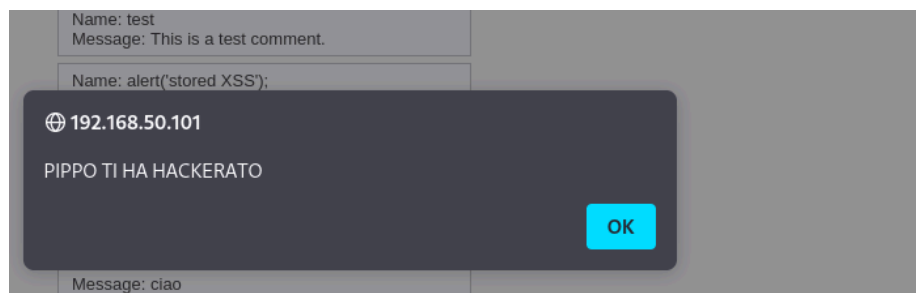 Name: test
Message: This is a test comment.
Name: alert('stored XSS');
192.168.50.101
PIPPO TI HA HACKERATO
OK
Message: ciao